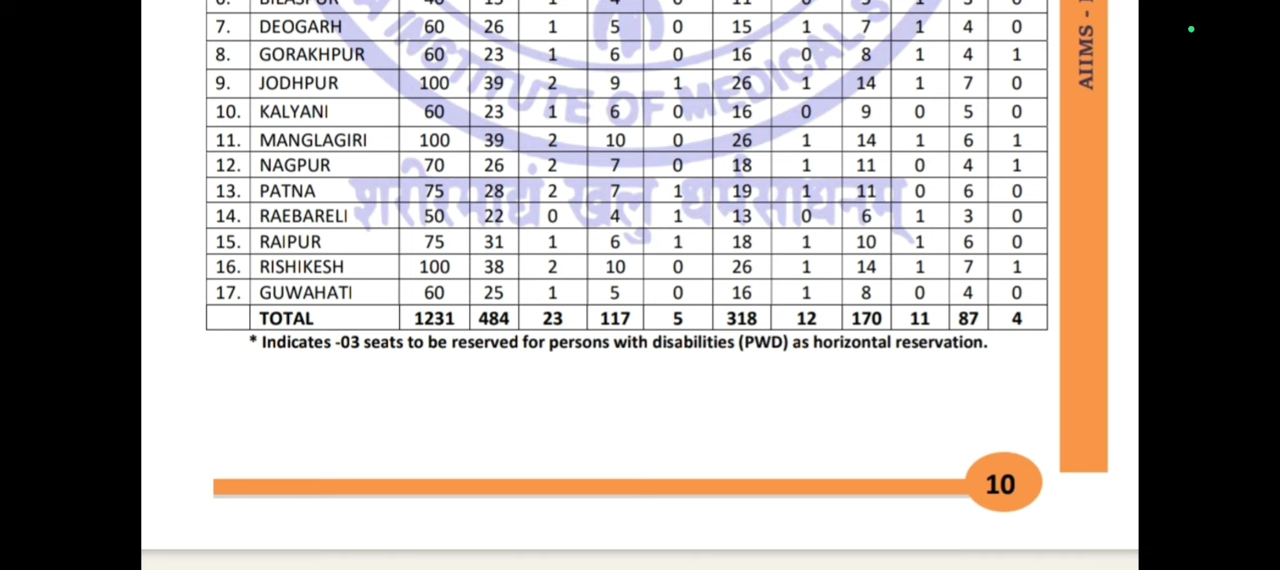 7. DEOGARH 60 26 1 5 0 15 1 7 1 4 0
8. GORAKHPUR 60 23 1 6 0 16 0 8 1 4 1
9. JODHPUR 100 39 2 9 1 26 1 14 1 7 0
10. KALYANI 60 23 1 6 0 16 0 9 0 5 0
11. MANGLAGIRI 100 39 2 10 0 26 1 14 1 6 1
12. NAGPUR 70 26 2 7 0 18 1 11 0 4 1
13. PATNA 75 28 2 7 1 19 1 11 0 6 0
14. RAEBARELI 50 22 0 4 1 13 0 6 1 3 0
15. RAIPUR 75 31 1 6 1 18 1 10 1 6 0
16. RISHIKESH 100 38 2 10 0 26 1 14 1 7 1
17. GUWAHATI 60 25 1 5 0 16 1 8 0 4 0
TOTAL 1231 484 23 117 5 318 12 170 11 87 4
* Indicates -03 seats to be reserved for persons with disabilities (PWD) as horizontal reservation.
INSTITUTE OF MEDICAL
शरीरमाद्यं खलु धर्मसाधनम्
AIIMS -
10